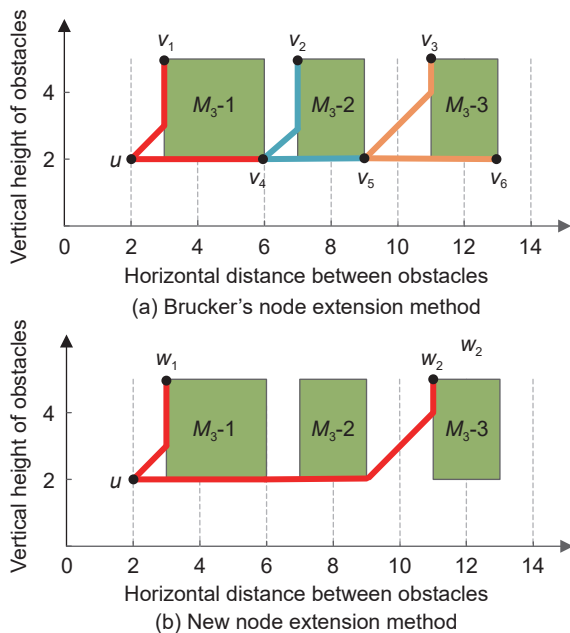 Vertical height of obstacles
4
2
0
v1
v2
v3
M3-1
M3-2
M3-3
u
v4
v5
v6
2
4
6
8
10
12
14
Horizontal distance between obstacles
(a) Brucker's node extension method
Vertical height of obstacles
4
2
0
w2
w1
w2
M3-1
M3-2
M3-3
u
2
4
6
8
10
12
14
Horizontal distance between obstacles
(b) New node extension method